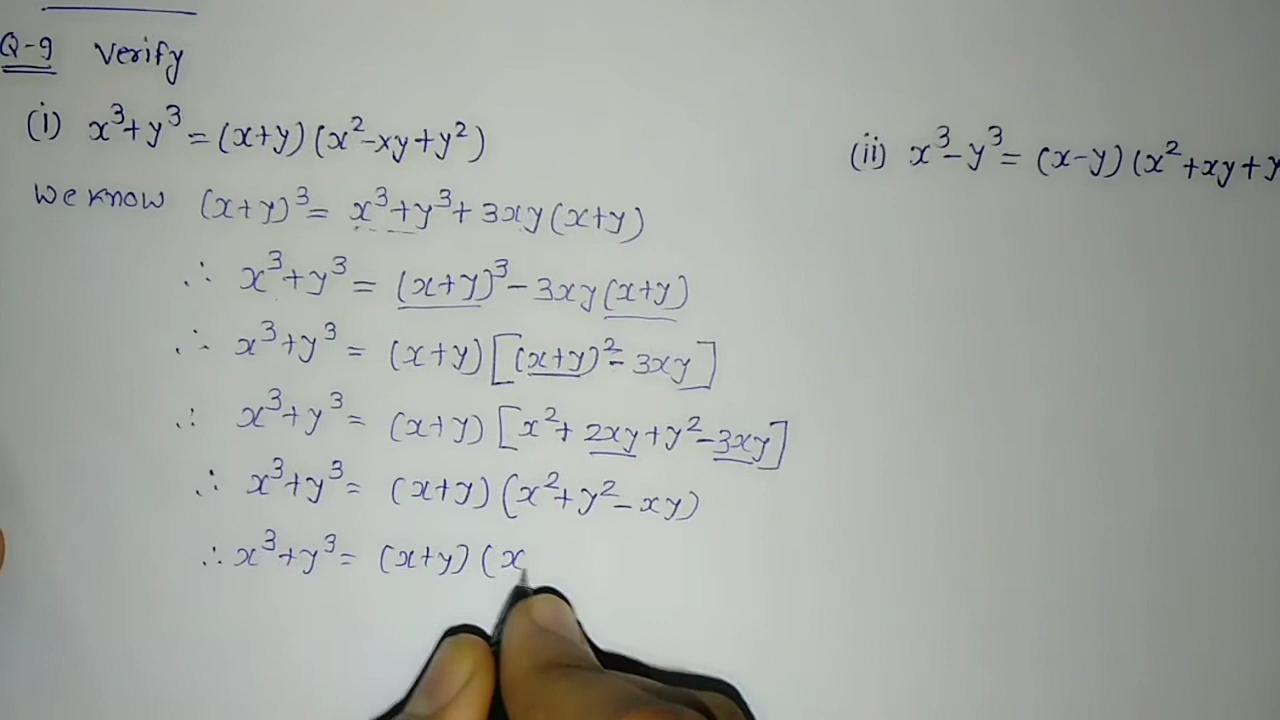 Q-9 Verify
(i) x³+y³=(x+y)(x²-xy+y²)
We know (x+y)³= x³+y³+3xy(x+y)
∴ x³+y³=(x+y)³-3xy(x+y)
∴ x³+y³=(x+y)[(x+y)²-3xy]
∴ x³+y³=(x+y)[x²+2xy+y²-3xy]
∴ x³+y³=(x+y)(x²+y²-xy)
∴ x³+y³=(x+y)(x
(ii) x³-y³=(x-y)(x²+xy+y